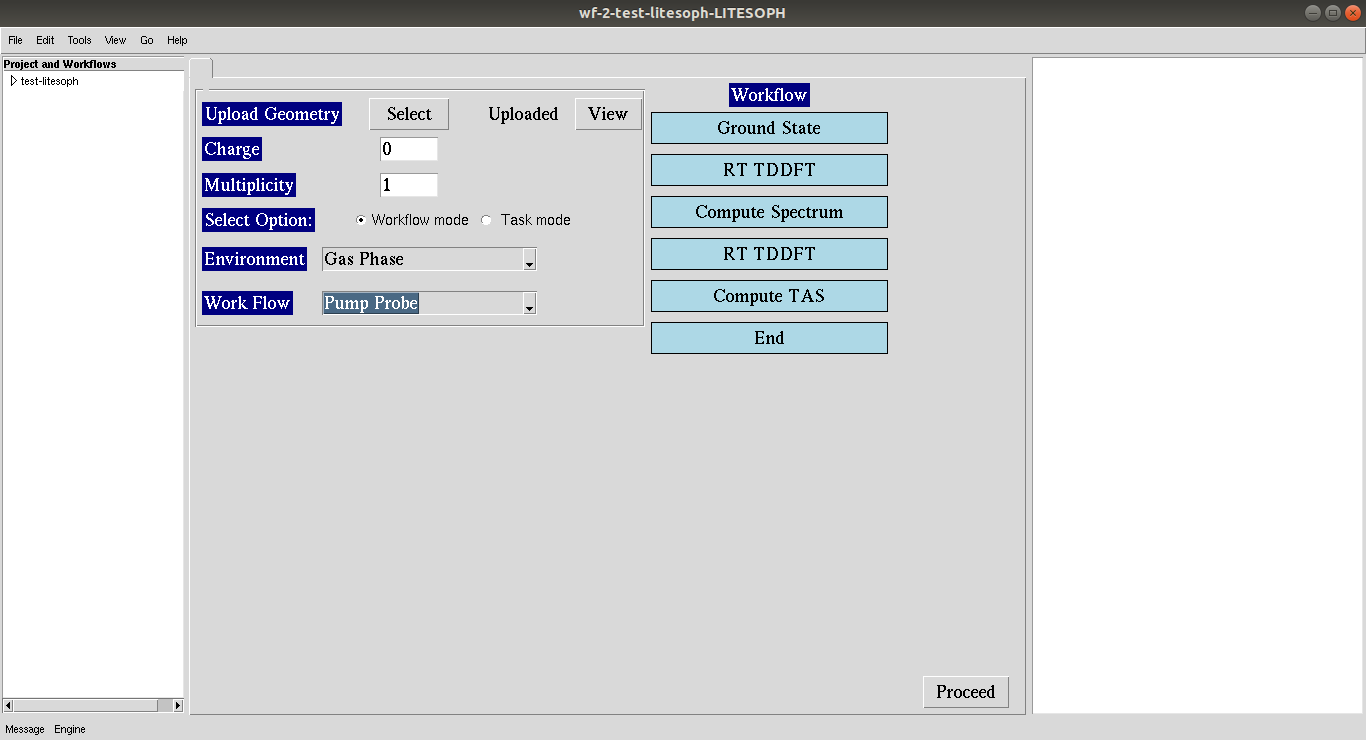 wf-2-test-litesoph-LITESOPH
File Edit Tools View Go Help
Project and Workflows
test-litesoph
Upload Geometry Select Uploaded View
Charge 0
Multiplicity 1
Select Option: Workflow mode Task mode
Environment Gas Phase
Work Flow Pump Probe
Workflow
Ground State
RT TDDFT
Compute Spectrum
RT TDDFT
Compute TAS
End
Proceed
Message Engine